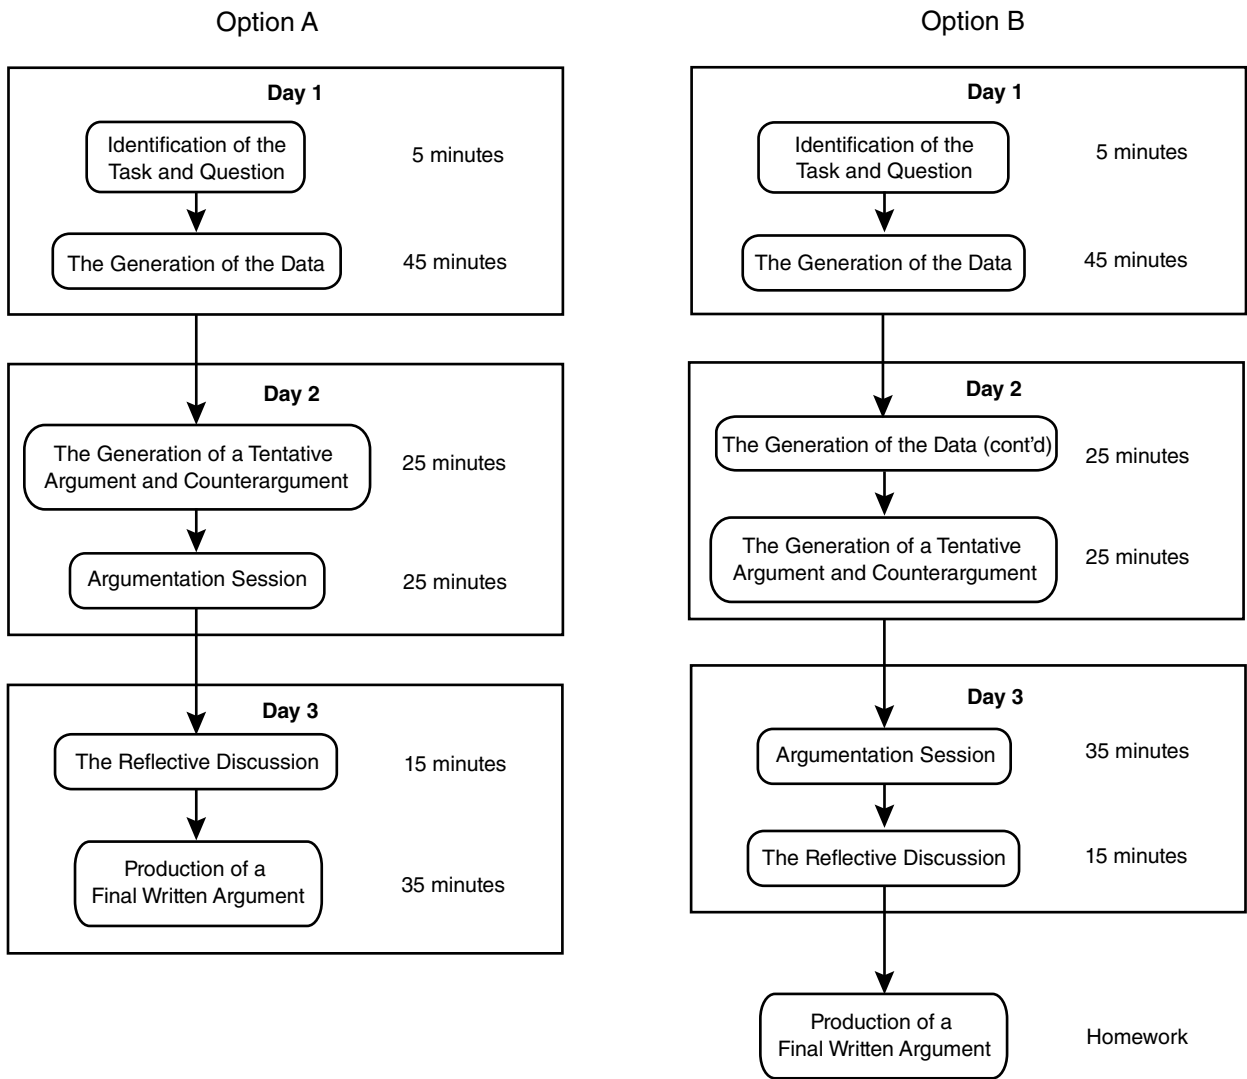 Option A
Day 1
Identification of the
Task and Question
5 minutes
The Generation of the Data
45 minutes
Day 2
The Generation of a Tentative
Argument and Counterargument
25 minutes
Argumentation Session
25 minutes
Day 3
The Reflective Discussion
15 minutes
Production of a
Final Written Argument
35 minutes
Option B
Day 1
Identification of the
Task and Question
5 minutes
The Generation of the Data
45 minutes
Day 2
The Generation of the Data (cont’d)
25 minutes
The Generation of a Tentative
Argument and Counterargument
25 minutes
Day 3
Argumentation Session
35 minutes
The Reflective Discussion
15 minutes
Production of a
Final Written Argument
Homework